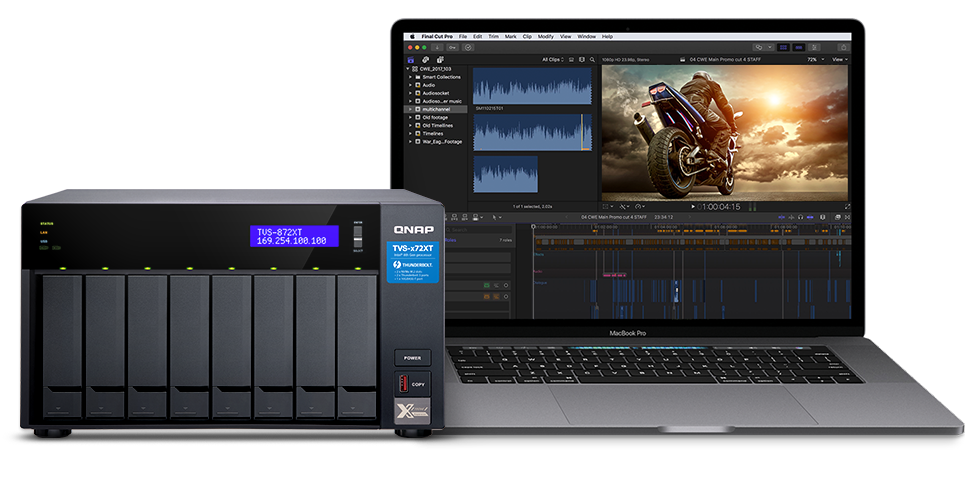 Final Cut Pro File Edit Trim Mark Clip Modify View Window Help
All Clips
1080p HD 23.98p, Stereo
04 CWE Main Promo cut 4 STAFF
72%
View
CWE_2017_103
Smart Collections
Audio
Audiosocket
Audioso...er music
multichannel
Old footage
Old Timelines
Timelines
War_Eag...Footage
1 of 1 selected, 2.02s
1:00:04:15
04 CWE Main Promo cut 4 STAFF 23:34:12
MacBook Pro
STATUS
LAN
USB
TVS-872XT
169.254.100.100
ENTER
SELECT
QNAP
TVS-x72XT
THUNDERBOLT
POWER
COPY